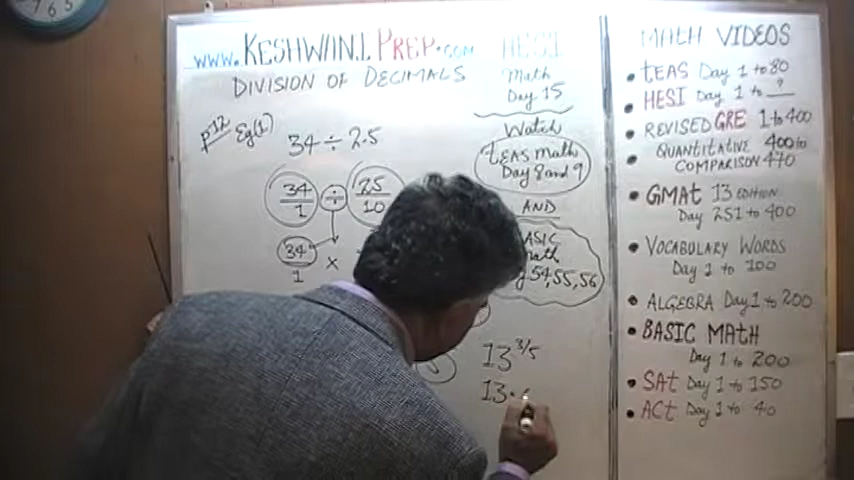 7 6 5
www.KESHWANIPREP.com
DIVISION OF DECIMALS
p12 Eg(1)
34 ÷ 2.5
34/1 ÷ 25/10
34/1 ×
13 3/5
13.
HESI
Math
Day 15
Watch
TEAS Math
Day 8 and 9
AND
BASIC
Math
54,55,56
MATH VIDEOS
• TEAS Day 1 to 80
• HESI Day 1 to ?
• REVISED GRE 1 to 400
• QUANTITATIVE 400 to
COMPARISON 470
• GMAT 13 EDITION
Day 251 to 400
• VOCABULARY WORDS
Day 1 to 100
• ALGEBRA Day 1 to 200
• BASIC MATH
Day 1 to 200
• SAT Day 1 to 150
• ACT Day 1 to 40